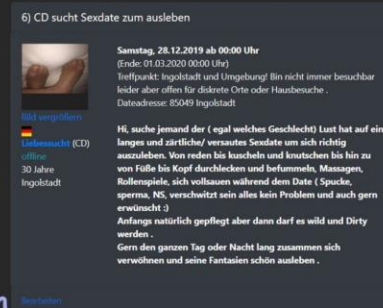 6) CD sucht Sexdate zum ausleben
Samstag, 28.12.2019 ab 00:00 Uhr
(Ende: 01.03.2020 00:00 Uhr)
Treffpunkt: Ingolstadt und Umgebung! Bin nicht immer besuchbar
leider aber offen für diskrete Orte oder Hausbesuche .
Dateadresse: 85049 Ingolstadt
Bild vergrößern
Liebessucht (CD)
offline
30 Jahre
Ingolstadt
Hi, suche jemand der ( egal welches Geschlecht) Lust hat auf ein
langes und zärtliche/ versautes Sexdate um sich richtig
auszuleben. Von reden bis kuscheln und knutschen bis hin zu
von Füße bis Kopf durchlecken und befummeln, Massagen,
Rollenspiele, sich vollsauen während dem Date ( Spucke,
sperma, NS, verschwitzt sein alles kein Problem und auch gern
erwünscht :)
Anfangs natürlich gepflegt aber dann darf es wild und Dirty
werden .
Gern den ganzen Tag oder Nacht lang zusammen sich
verwöhnen und seine Fantasien schön ausleben .
Bearbeiten